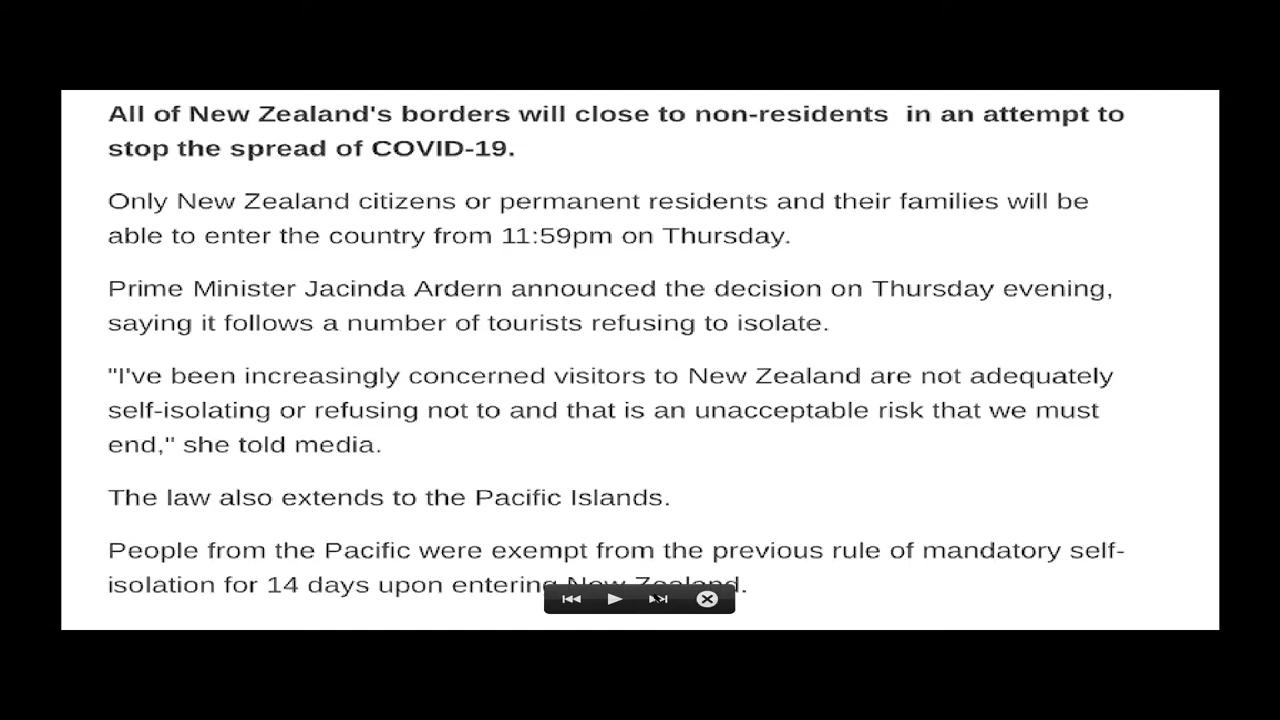 All of New Zealand's borders will close to non-residents  in an attempt to
stop the spread of COVID-19.
Only New Zealand citizens or permanent residents and their families will be
able to enter the country from 11:59pm on Thursday.
Prime Minister Jacinda Ardern announced the decision on Thursday evening,
saying it follows a number of tourists refusing to isolate.
"I've been increasingly concerned visitors to New Zealand are not adequately
self-isolating or refusing not to and that is an unacceptable risk that we must
end," she told media.
The law also extends to the Pacific Islands.
People from the Pacific were exempt from the previous rule of mandatory self-
isolation for 14 days upon entering New Zealand.